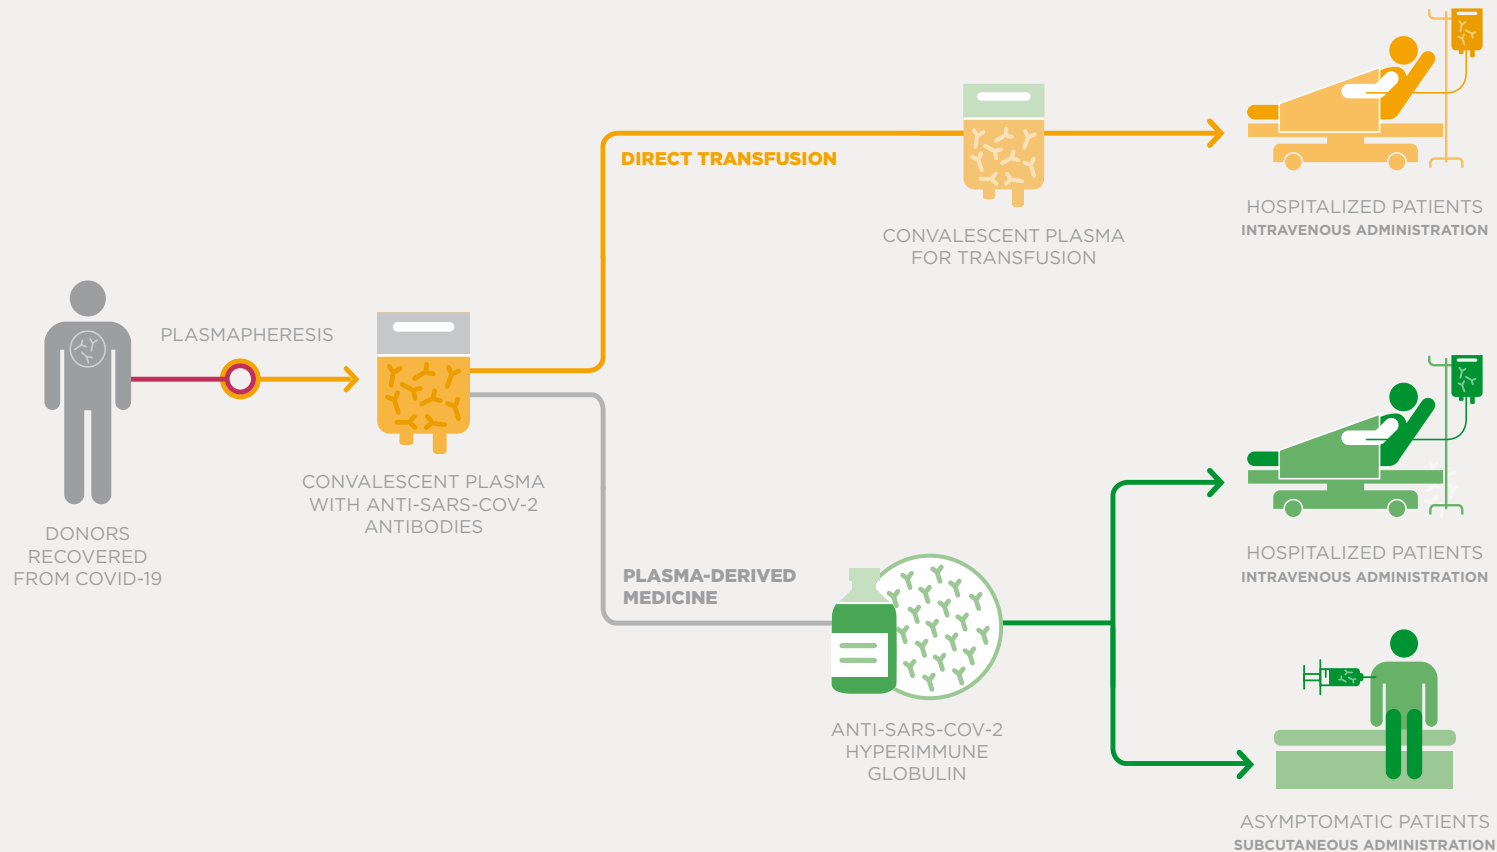 DIRECT TRANSFUSION
CONVALESCENT PLASMA
FOR TRANSFUSION
HOSPITALIZED PATIENTS
INTRAVENOUS ADMINISTRATION
PLASMAPHERESIS
DONORS
RECOVERED
FROM COVID-19
CONVALESCENT PLASMA
WITH ANTI-SARS-COV-2
ANTIBODIES
PLASMA-DERIVED
MEDICINE
ANTI-SARS-COV-2
HYPERIMMUNE
GLOBULIN
HOSPITALIZED PATIENTS
INTRAVENOUS ADMINISTRATION
ASYMPTOMATIC PATIENTS
SUBCUTANEOUS ADMINISTRATION